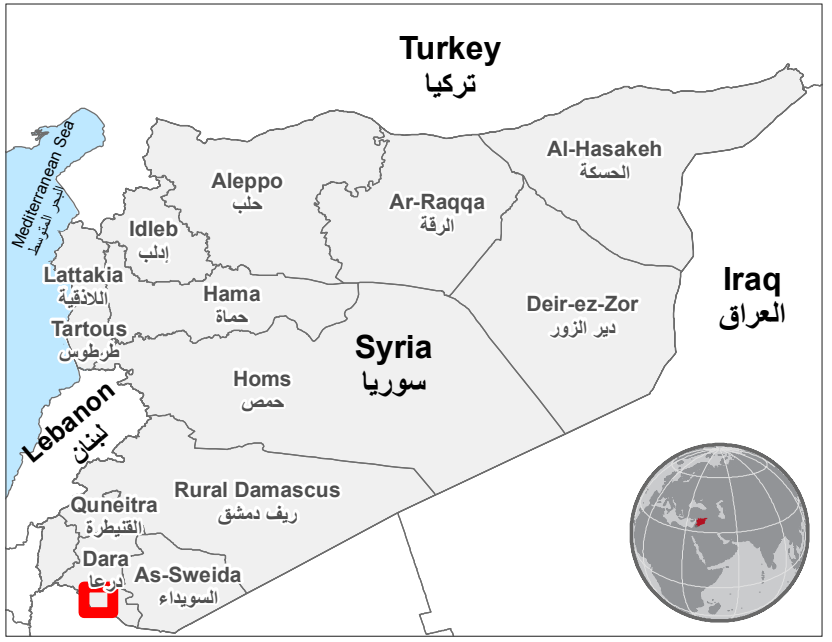 Turkey
تركيا
Mediterranean Sea
البحر المتوسط
Al-Hasakeh
الحسكة
Aleppo
حلب
Ar-Raqqa
الرقة
Idleb
إدلب
Lattakia
اللاذقية
Hama
حماة
Iraq
العراق
Deir-ez-Zor
دير الزور
Tartous
طرطوس
Syria
سوريا
Homs
حمص
Lebanon
لبنان
Rural Damascus
ريف دمشق
Quneitra
القنيطرة
Dara
درعا
As-Sweida
السويداء